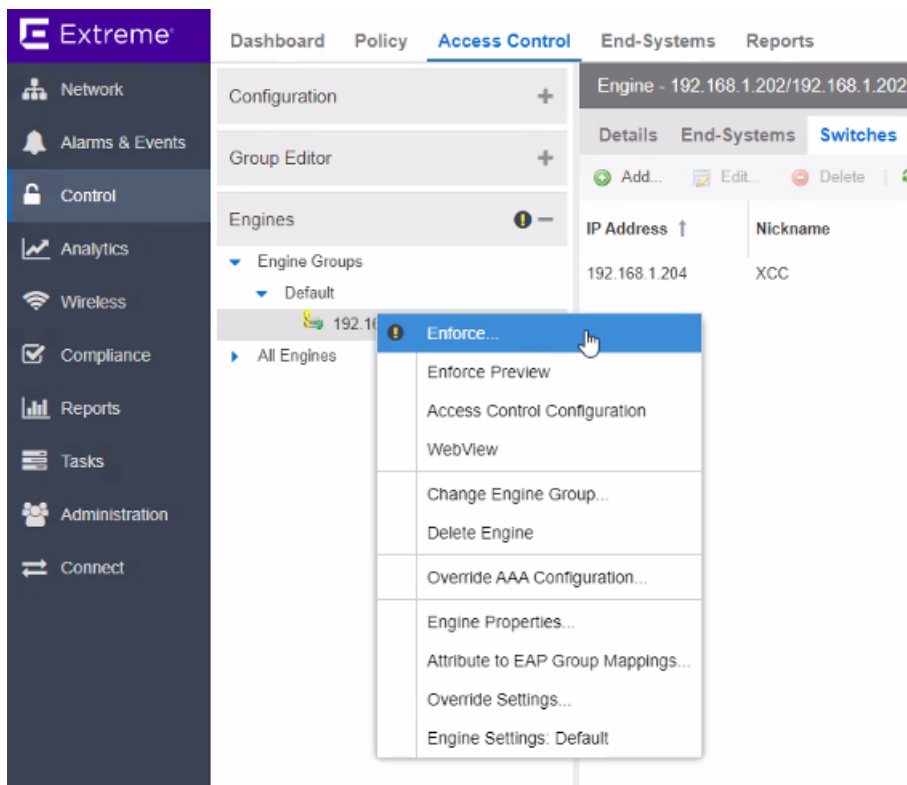 Extreme
Dashboard Policy Access Control End-Systems Reports
Network
Alarms & Events
Control
Analytics
Wireless
Compliance
Reports
Tasks
Administration
Connect
Configuration
Group Editor
Engines
Engine Groups
Default
All Engines
Enforce...
Enforce Preview
Access Control Configuration
WebView
Change Engine Group...
Delete Engine
Override AAA Configuration...
Engine Properties...
Attribute to EAP Group Mappings...
Override Settings...
Engine Settings: Default
Engine - 192.168.1.202/192.168.1.202
Details End-Systems Switches
Add... Edit... Delete
IP Address Nickname
192.168.1.204 XCC